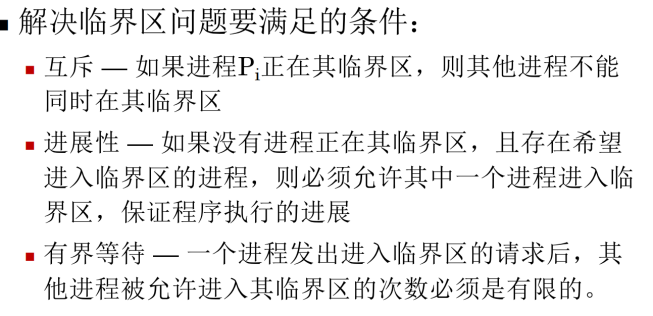 解决临界区问题要满足的条件：
互斥 — 如果进程Pi正在其临界区，则其他进程不能
同时在其临界区
进展性 — 如果没有进程正在其临界区，且存在希望
进入临界区的进程，则必须允许其中一个进程进入临
界区，保证程序执行的进展
有界等待 — 一个进程发出进入临界区的请求后，其
他进程被允许进入其临界区的次数必须是有限的。